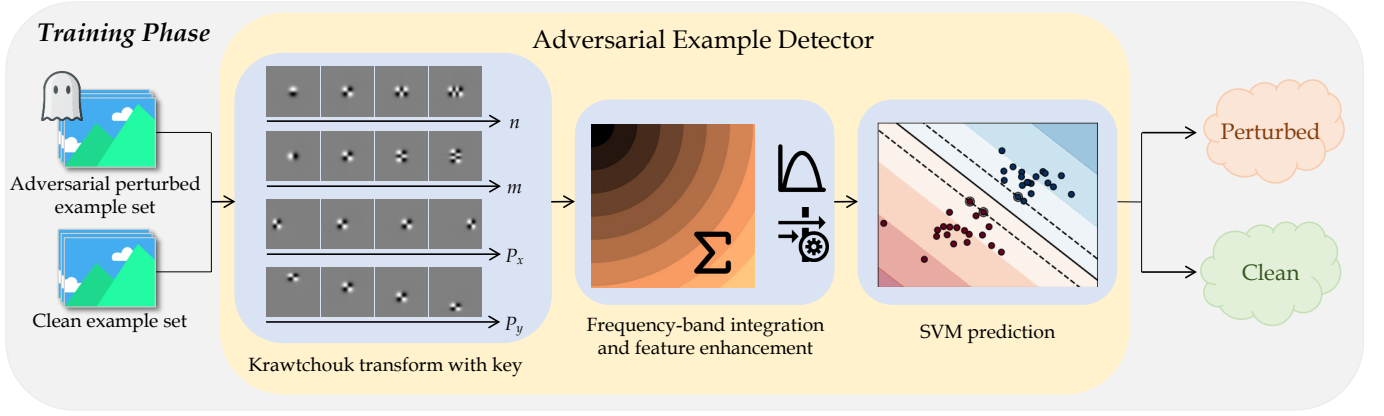 Training Phase
Adversarial Example Detector
Adversarial perturbed
example set
Clean example set
n
m
P_x
P_y
Krawtchouk transform with key
Σ
Frequency-band integration
and feature enhancement
SVM prediction
Perturbed
Clean